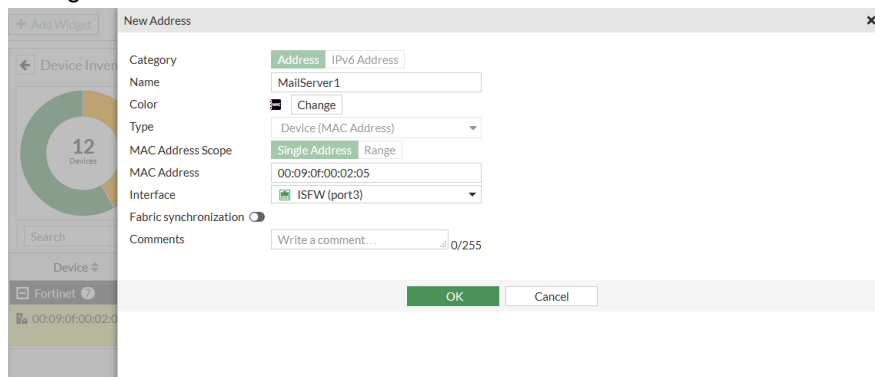 + Add Widget
New Address
Device Inven
12
Devices
Search
Device
Fortinet 7
00:09:0f:00:02:0
Category Address IPv6 Address
Name MailServer1
Color Change
Type Device (MAC Address)
MAC Address Scope Single Address Range
MAC Address 00:09:0f:00:02:05
Interface ISFW (port3)
Fabric synchronization
Comments Write a comment... 0/255
OK Cancel